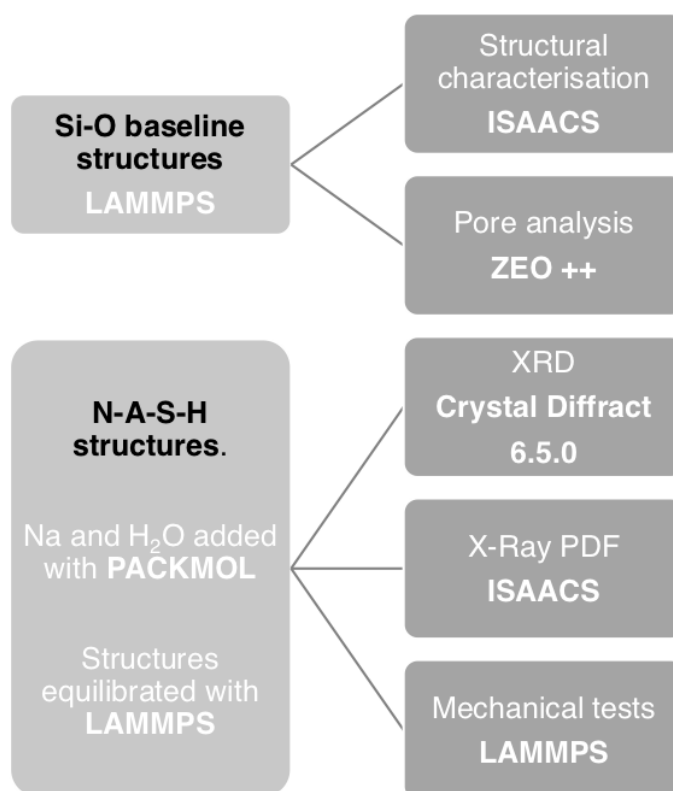 Si-O baseline
structures
LAMMPS
Structural
characterisation
ISAACS
Pore analysis
ZEO ++
N-A-S-H
structures.
Na and H₂O added
with PACKMOL
Structures
equilibrated with
LAMMPS
XRD
Crystal Diffract
6.5.0
X-Ray PDF
ISAACS
Mechanical tests
LAMMPS